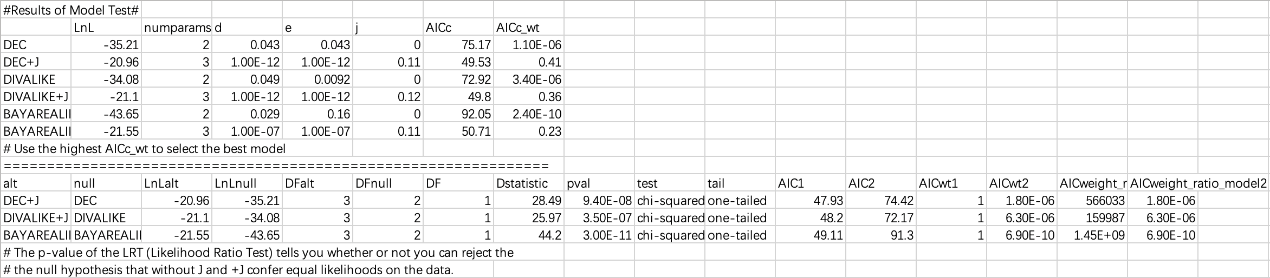 #Results of Model Test#
LnL numparams d e j AICc AICc_wt
DEC -35.21 2 0.043 0.043 0 75.17 1.10E-06
DEC+J -20.96 3 1.00E-12 1.00E-12 0.11 49.53 0.41
DIVALIKE -34.08 2 0.049 0.0092 0 72.92 3.40E-06
DIVALIKE+J -21.1 3 1.00E-12 1.00E-12 0.12 49.8 0.36
BAYAREALII -43.65 2 0.029 0.16 0 92.05 2.40E-10
BAYAREALII -21.55 3 1.00E-07 1.00E-07 0.11 50.71 0.23
# Use the highest AICc_wt to select the best model
================================================================
alt null LnLalt LnLnull DFalt DFnull DF Dstatistic pval test tail AIC1 AIC2 AICwt1 AICwt2 AICweight_r AICweight_ratio_model2
DEC+J DEC -20.96 -35.21 3 2 1 28.49 9.40E-08 chi-squared one-tailed 47.93 74.42 1 1.80E-06 566033 1.80E-06
DIVALIKE+J DIVALIKE -21.1 -34.08 3 2 1 25.97 3.50E-07 chi-squared one-tailed 48.2 72.17 1 6.30E-06 159987 6.30E-06
BAYAREALII BAYAREALII -21.55 -43.65 3 2 1 44.2 3.00E-11 chi-squared one-tailed 49.11 91.3 1 6.90E-10 1.45E+09 6.90E-10
# The p-value of the LRT (Likelihood Ratio Test) tells you whether or not you can reject the
# the null hypothesis that without J and +J confer equal likelihoods on the data.